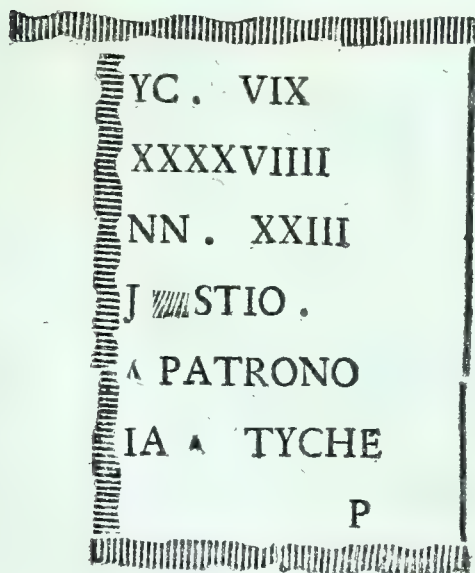 YC . VIX
XXXXVIIII
NN . XXIII
J STIO .
PATRONO
IA ▲ TYCHE
P